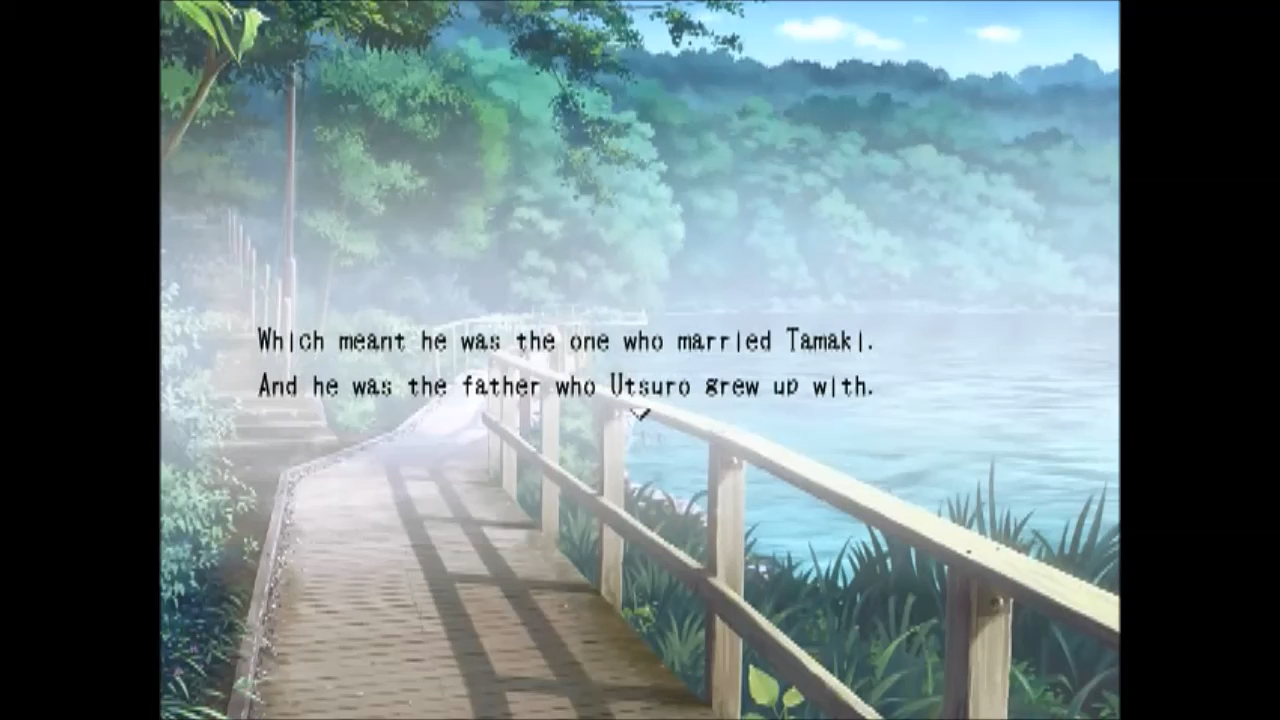 Which meant he was the one who married Tamaki.
And he was the father who Utsuro grew up with.